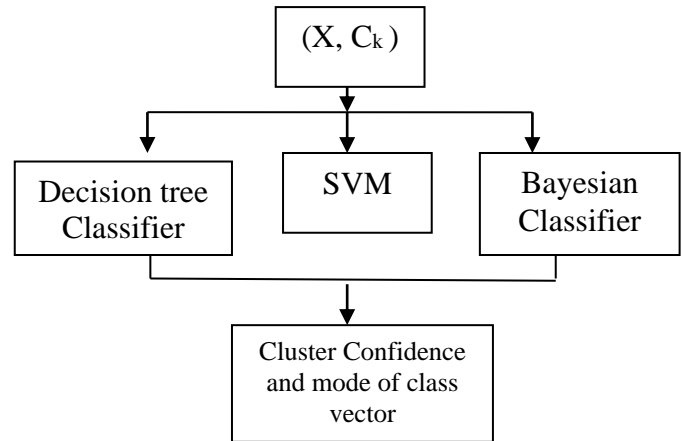 (X, Cₖ )
Decision tree
Classifier
SVM
Bayesian
Classifier
Cluster Confidence
and mode of class
vector